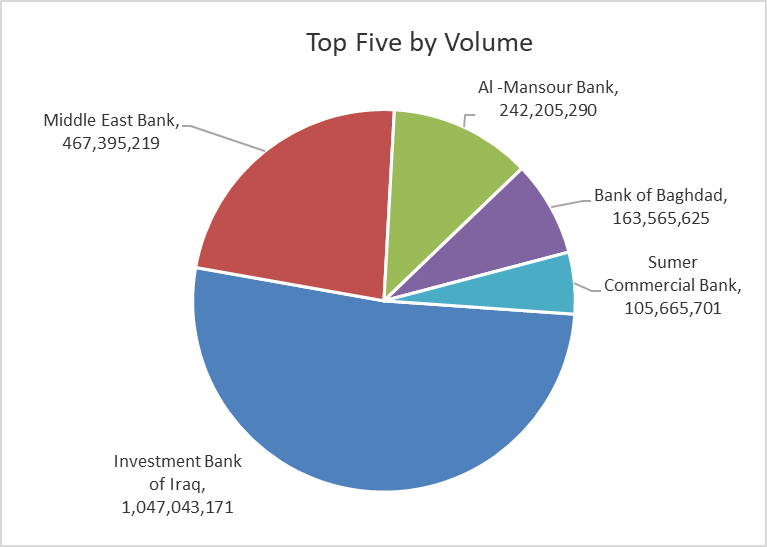 Top Five by Volume
Al -Mansour Bank,
242,205,290
Middle East Bank,
467,395,219
Bank of Baghdad,
163,565,625
Sumer
Commercial Bank,
105,665,701
Investment Bank
of Iraq,
1,047,043,171